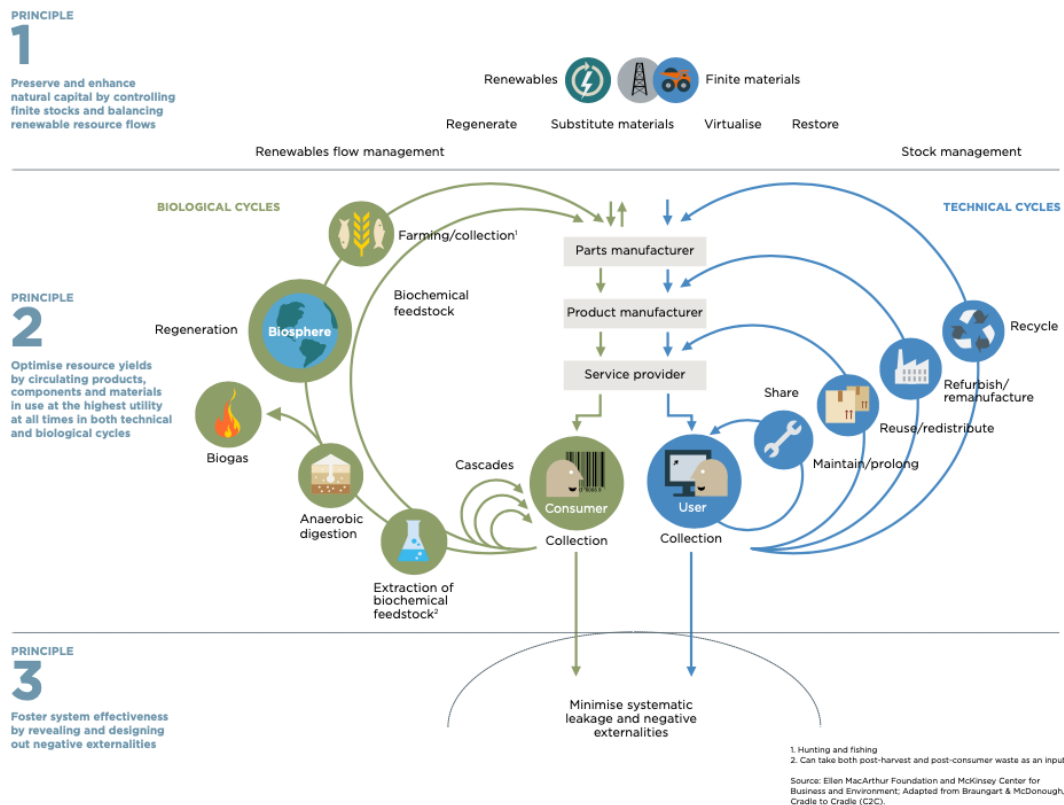 PRINCIPLE
1
Preserve and enhance
natural capital by controlling
finite stocks and balancing
renewable resource flows
Renewables
Finite materials
Regenerate
Substitute materials
Virtualise
Restore
Renewables flow management
Stock management
BIOLOGICAL CYCLES
TECHNICAL CYCLES
PRINCIPLE
2
Optimise resource yields
by circulating products,
components and materials
in use at the highest utility
at all times in both technical
and biological cycles
Farming/collection¹
Biochemical
feedstock
Regeneration
Biosphere
Biogas
Anaerobic
digestion
Extraction of
biochemical
feedstock²
Cascades
Parts manufacturer
Product manufacturer
Service provider
Consumer
Collection
User
Collection
Share
Maintain/prolong
Reuse/redistribute
Refurbish/
remanufacture
Recycle
PRINCIPLE
3
Foster system effectiveness
by revealing and designing
out negative externalities
Minimise systematic
leakage and negative
externalities
1. Hunting and fishing
2. Can take both post-harvest and post-consumer waste as an input
Source: Ellen MacArthur Foundation and McKinsey Center for
Business and Environment; Adapted from Braungart & McDonough,
Cradle to Cradle (C2C).